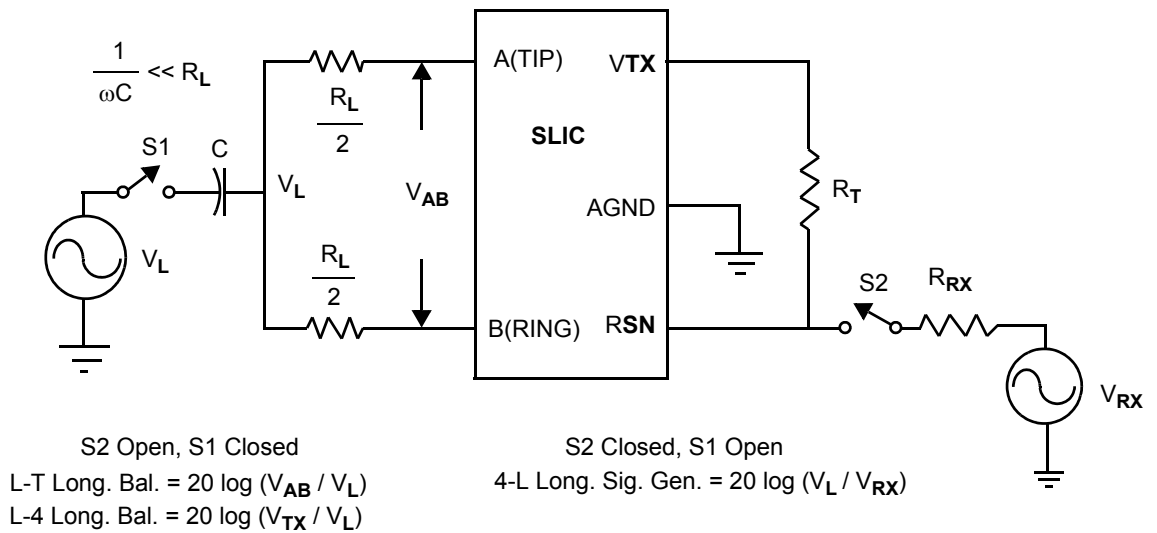 1
ωC
<< RL
A(TIP)
VTX
RL
2
SLIC
S1
C
VL
VAB
RT
AGND
VL
RL
2
S2
RRX
B(RING)
RSN
VRX
S2 Open, S1 Closed
L-T Long. Bal. = 20 log (VAB / VL)
L-4 Long. Bal. = 20 log (VTX / VL)
S2 Closed, S1 Open
4-L Long. Sig. Gen. = 20 log (VL / VRX)